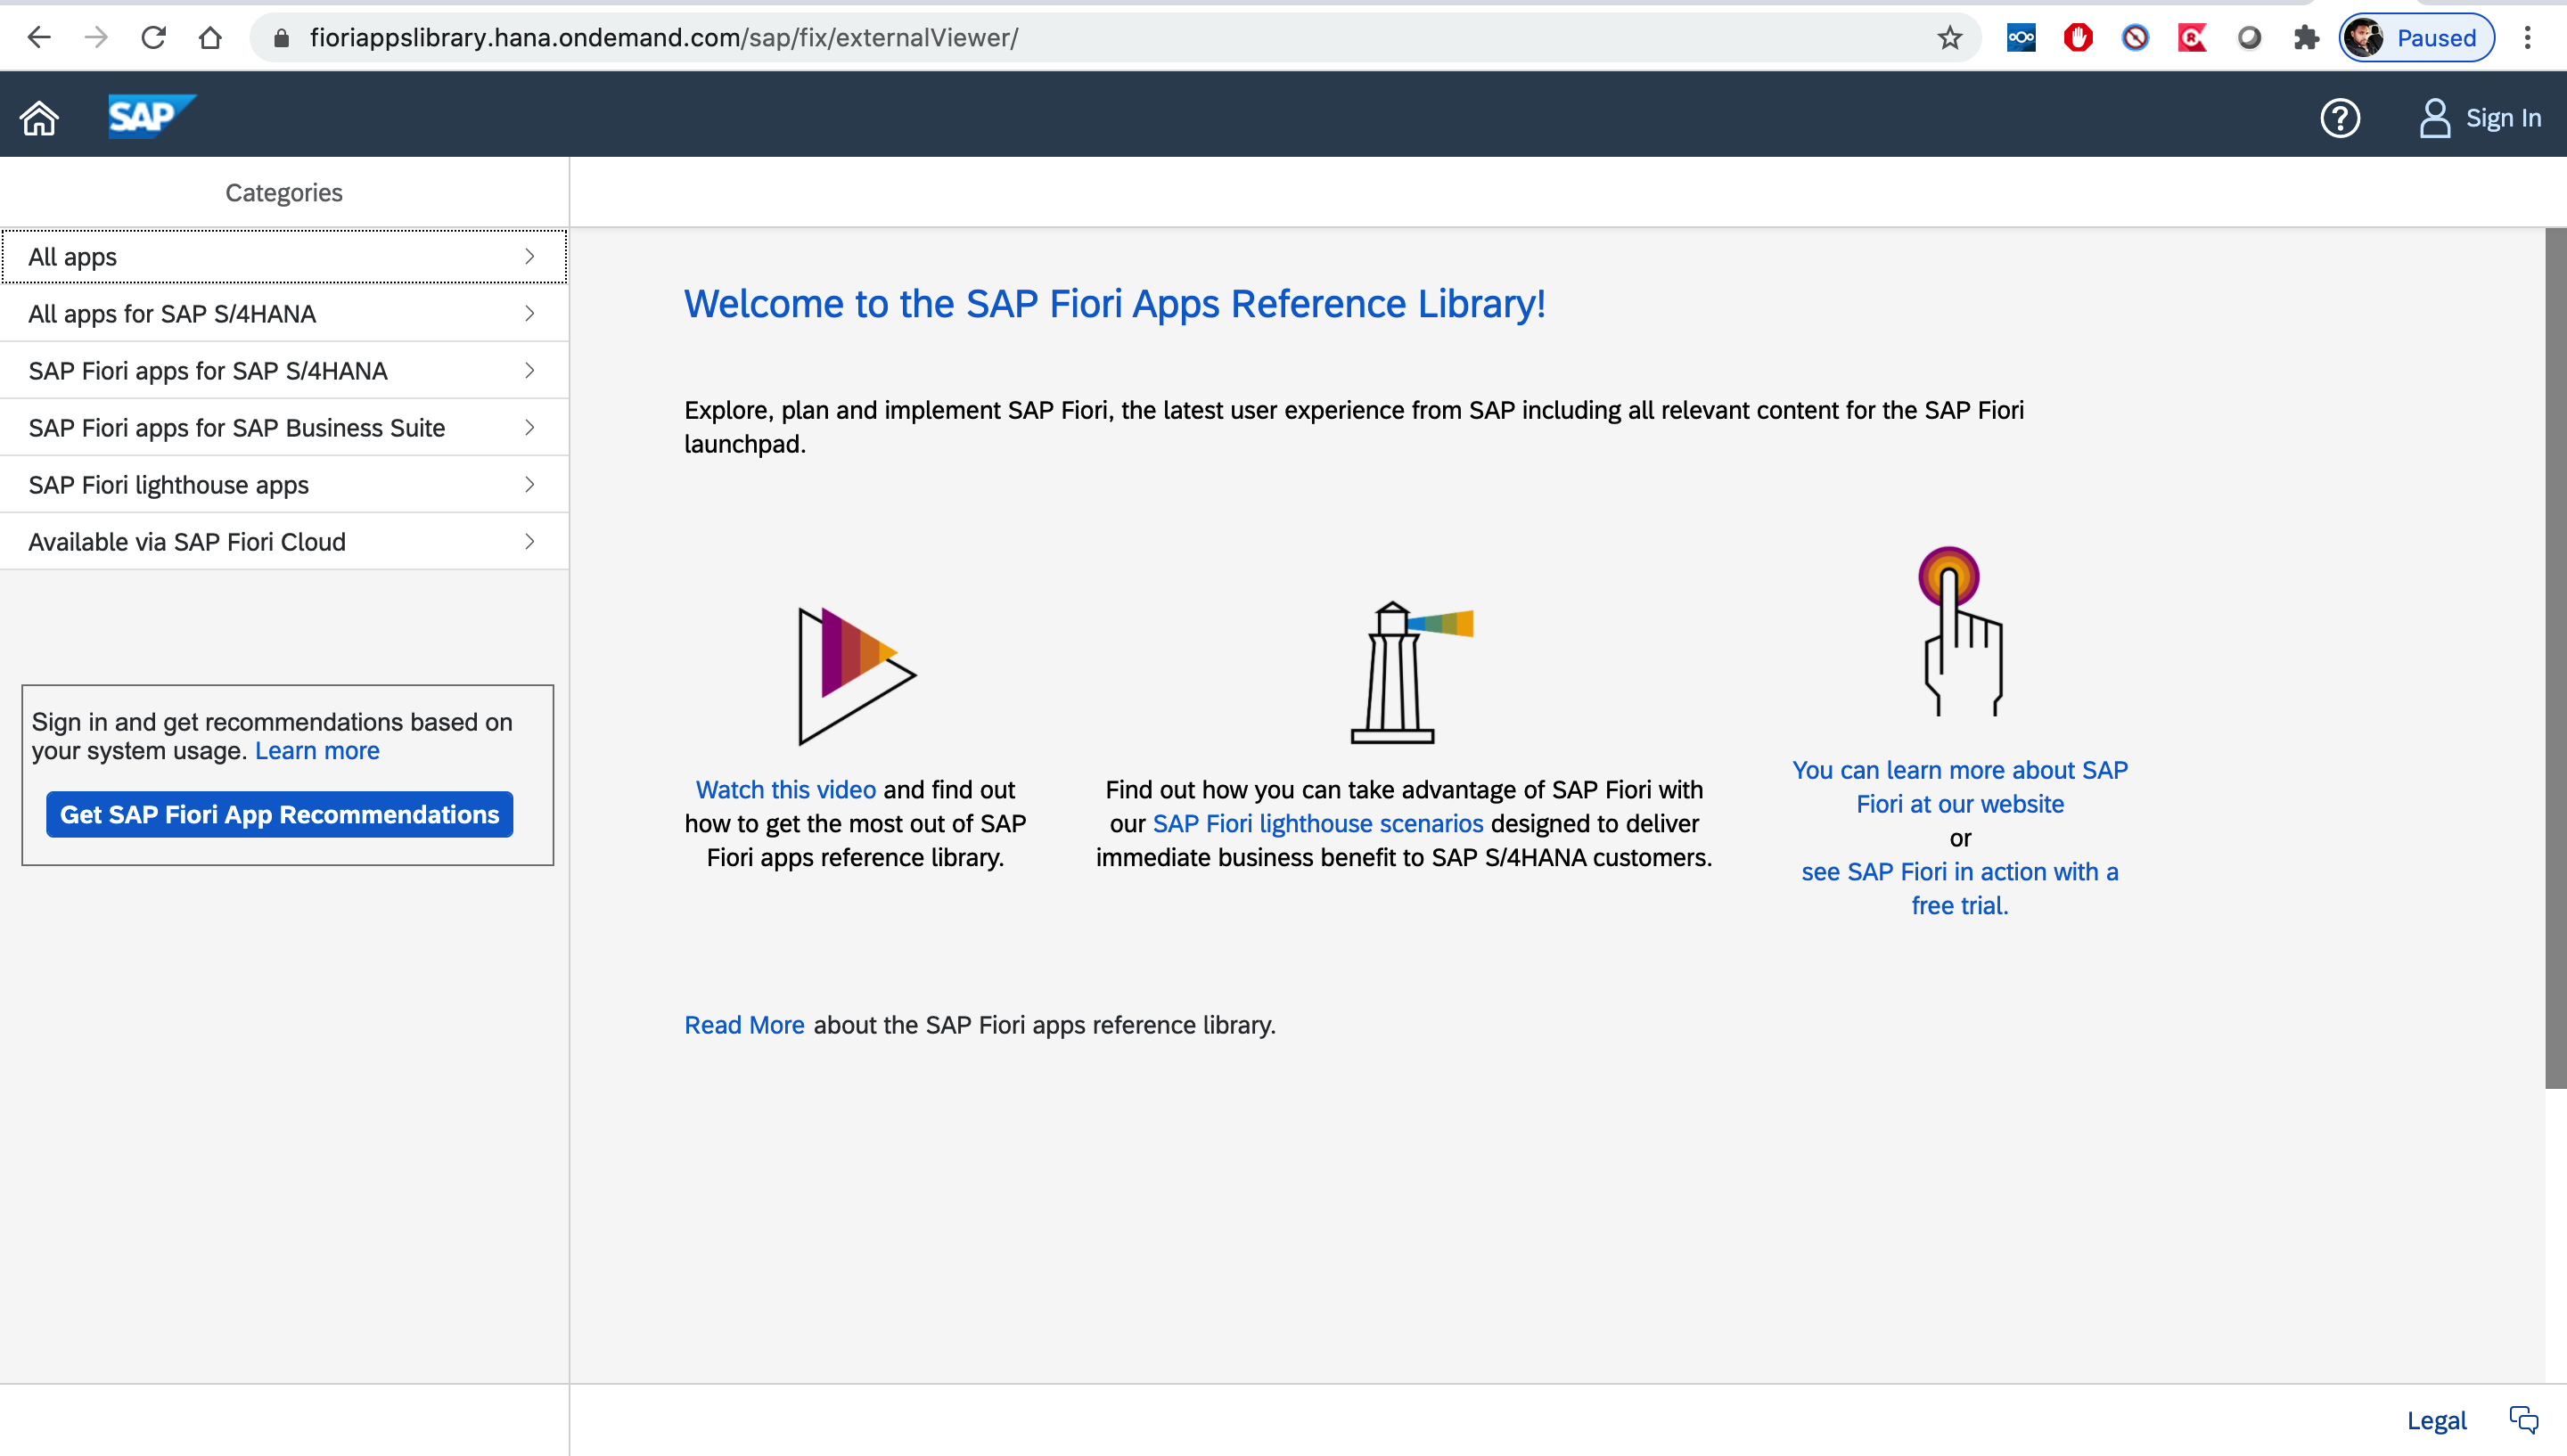 fioriappslibrary.hana.ondemand.com/sap/fix/externalViewer/
Paused
SAP
Sign In
Categories
All apps
All apps for SAP S/4HANA
SAP Fiori apps for SAP S/4HANA
SAP Fiori apps for SAP Business Suite
SAP Fiori lighthouse apps
Available via SAP Fiori Cloud
Sign in and get recommendations based on
your system usage. Learn more
Get SAP Fiori App Recommendations
Welcome to the SAP Fiori Apps Reference Library!
Explore, plan and implement SAP Fiori, the latest user experience from SAP including all relevant content for the SAP Fiori
launchpad.
Watch this video and find out
how to get the most out of SAP
Fiori apps reference library.
Find out how you can take advantage of SAP Fiori with
our SAP Fiori lighthouse scenarios designed to deliver
immediate business benefit to SAP S/4HANA customers.
You can learn more about SAP
Fiori at our website
or
see SAP Fiori in action with a
free trial.
Read More about the SAP Fiori apps reference library.
Legal